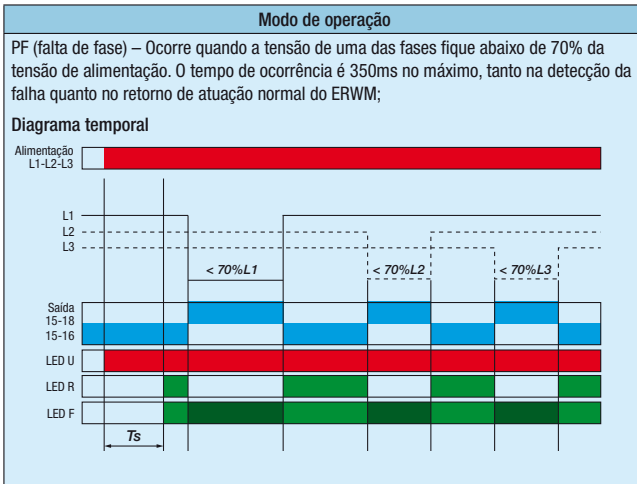 Modo de operação
PF (falta de fase) – Ocorre quando a tensão de uma das fases fique abaixo de 70% da
tensão de alimentação. O tempo de ocorrência é 350ms no máximo, tanto na detecção da
falha quanto no retorno de atuação normal do ERWM;
Diagrama temporal
Alimentação
L1-L2-L3
L1
L2
L3
< 70%L1
< 70%L2
< 70%L3
Saída
15-18
15-16
LED U
LED R
LED F
Ts